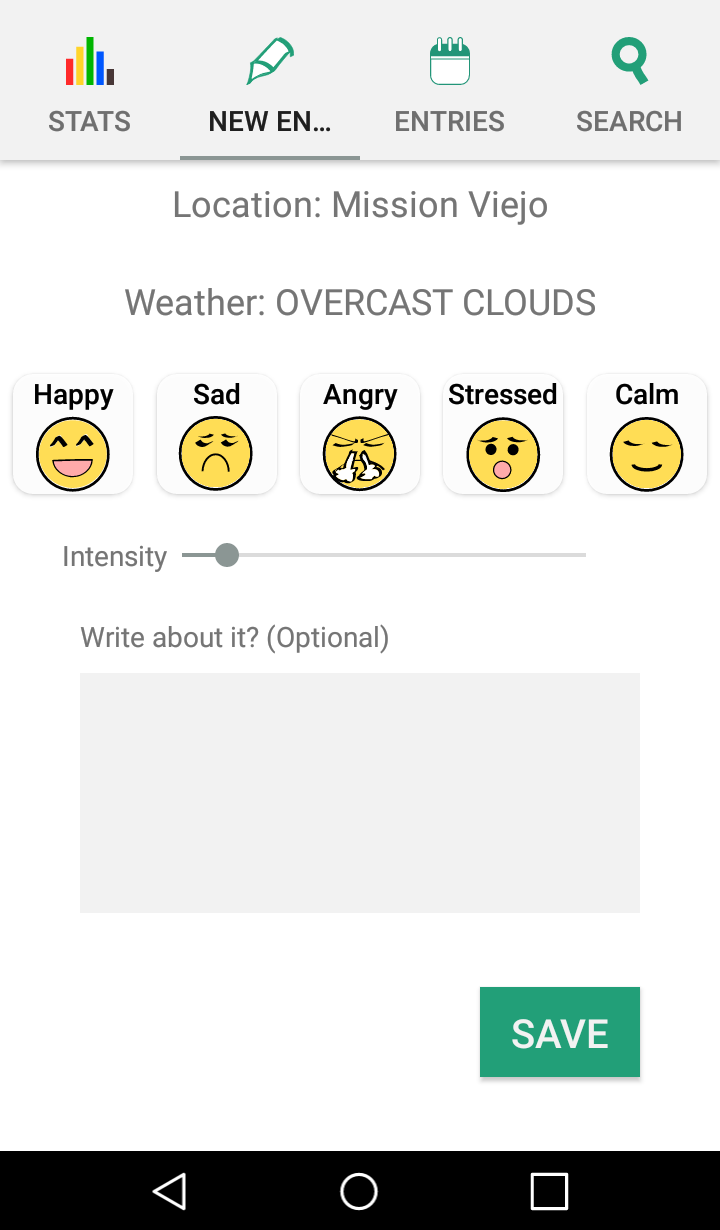 STATS
NEW EN...
ENTRIES
SEARCH
Location: Mission Viejo
Weather: OVERCAST CLOUDS
Happy
Sad
Angry
Stressed
Calm
Intensity
Write about it? (Optional)
SAVE